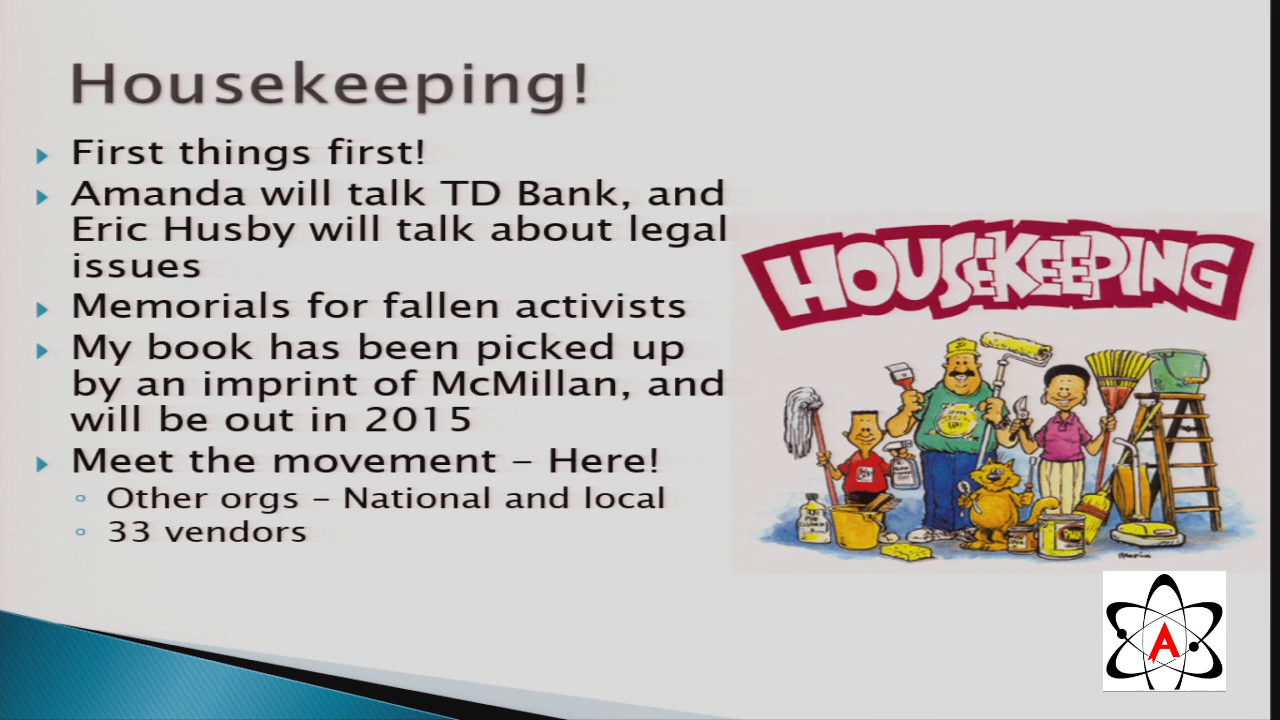 Housekeeping!
First things first!
Amanda will talk TD Bank, and
Eric Husby will talk about legal
issues
Memorials for fallen activists
My book has been picked up
by an imprint of McMillan, and
will be out in 2015
Meet the movement – Here!
Other orgs – National and local
33 vendors
HOUSEKEEPING
A